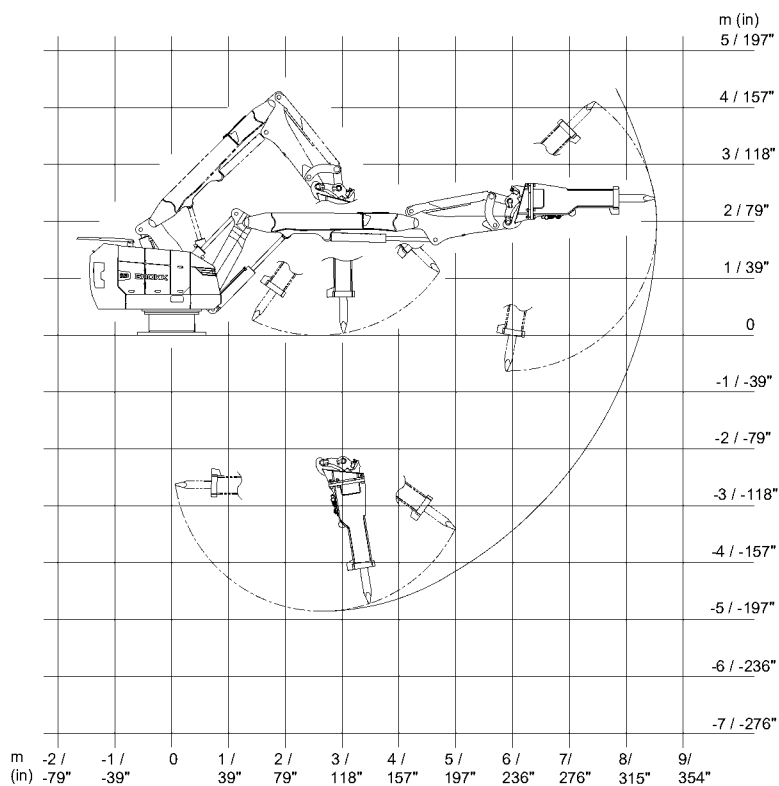 m (in)
5 / 197"
4 / 157"
3 / 118"
2 / 79"
1 / 39"
BROKK
0
-1 / -39"
-2 / -79"
-3 / -118"
-4 / -157"
-5 / -197"
-6 / -236"
-7 / -276"
m -2 / -1 / 0 1 / 2 / 3 / 4 / 5 / 6 / 7/ 8/ 9/
(in) -79" -39" 39" 79" 118" 157" 197" 236" 276" 315" 354"